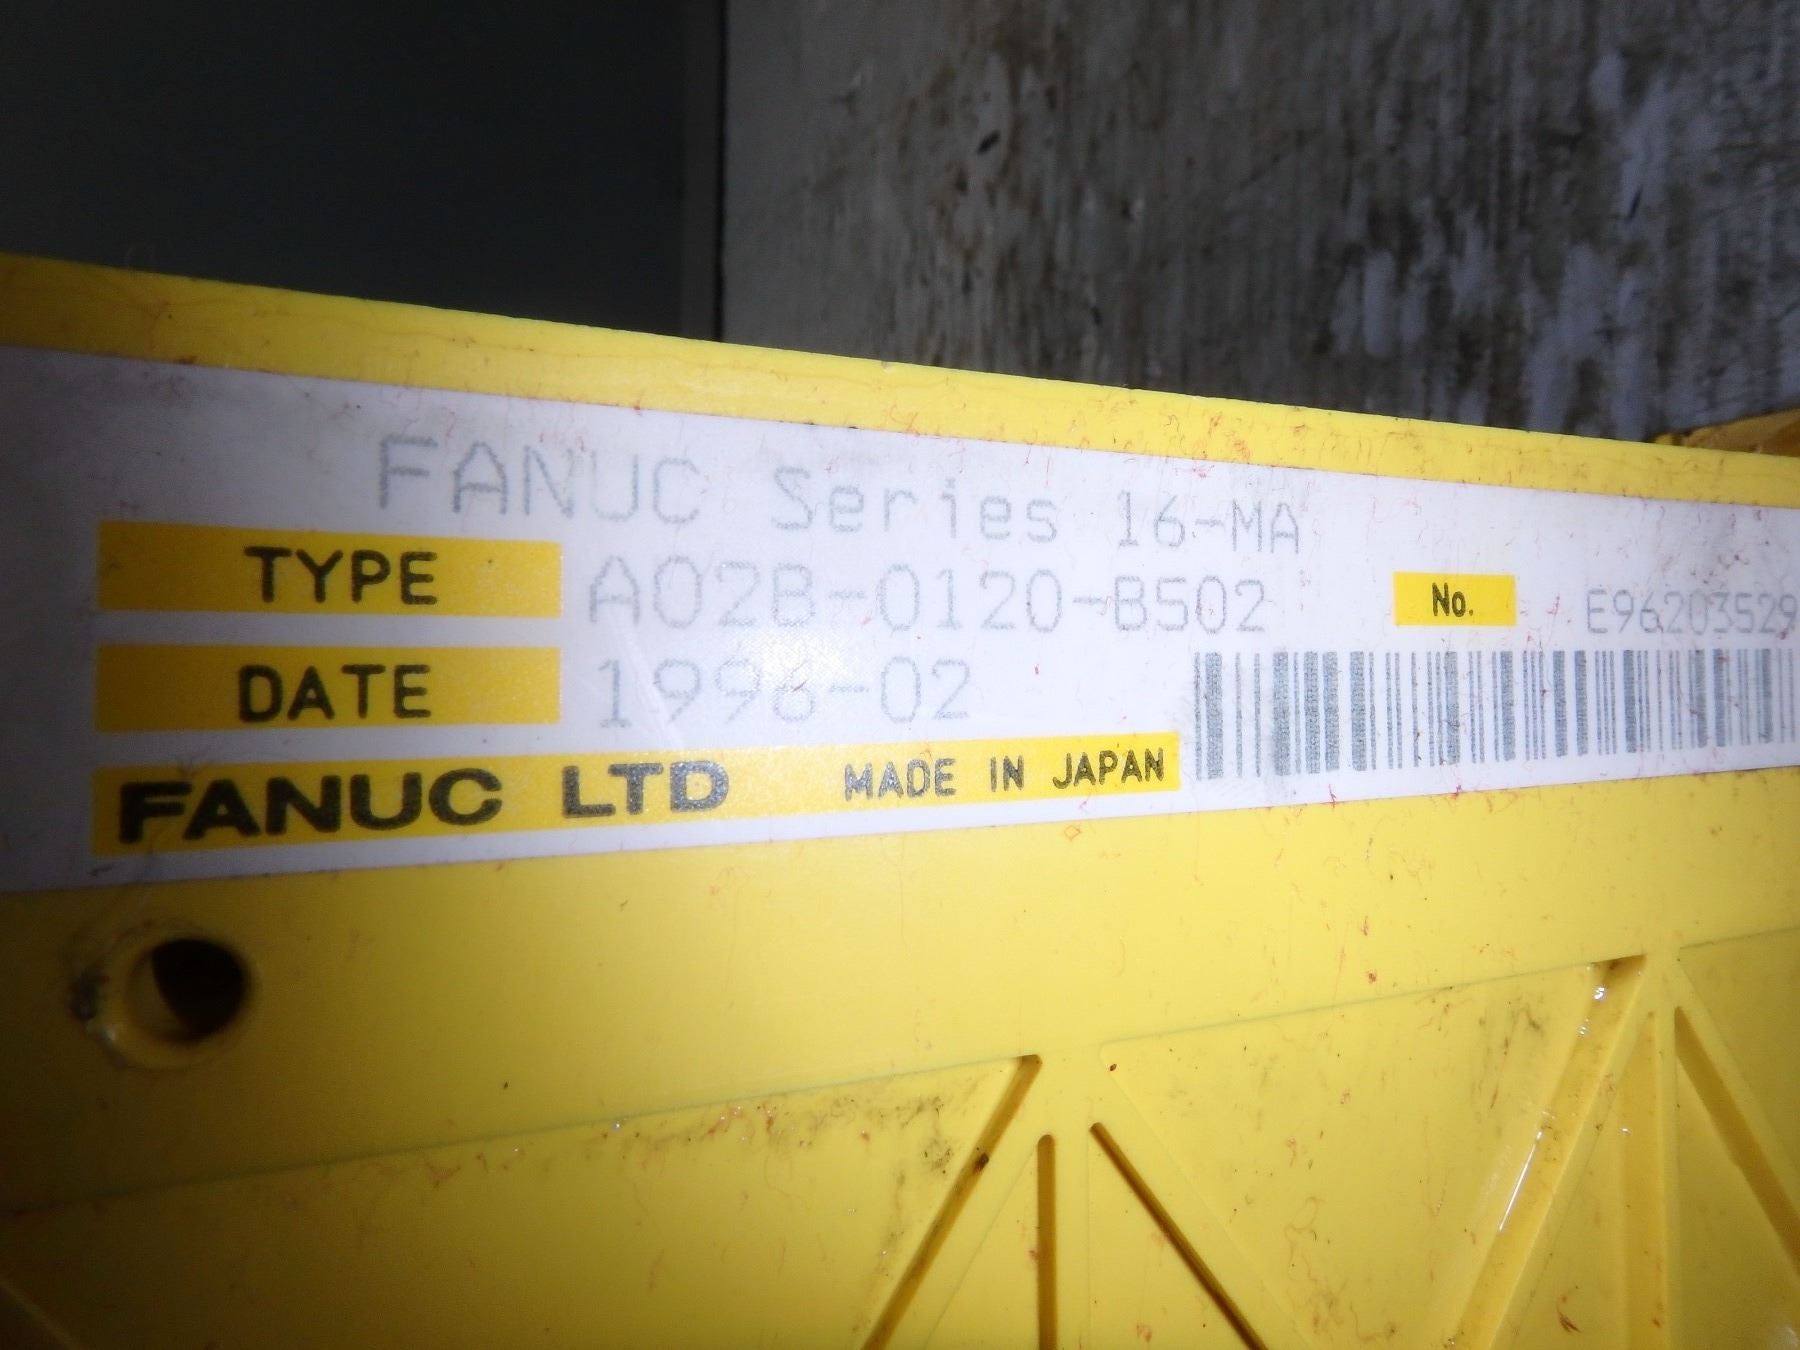 FANUC Series 16-MA
TYPE A02B-0120-B502 No. E96203529
DATE 1996-02
FANUC LTD MADE IN JAPAN